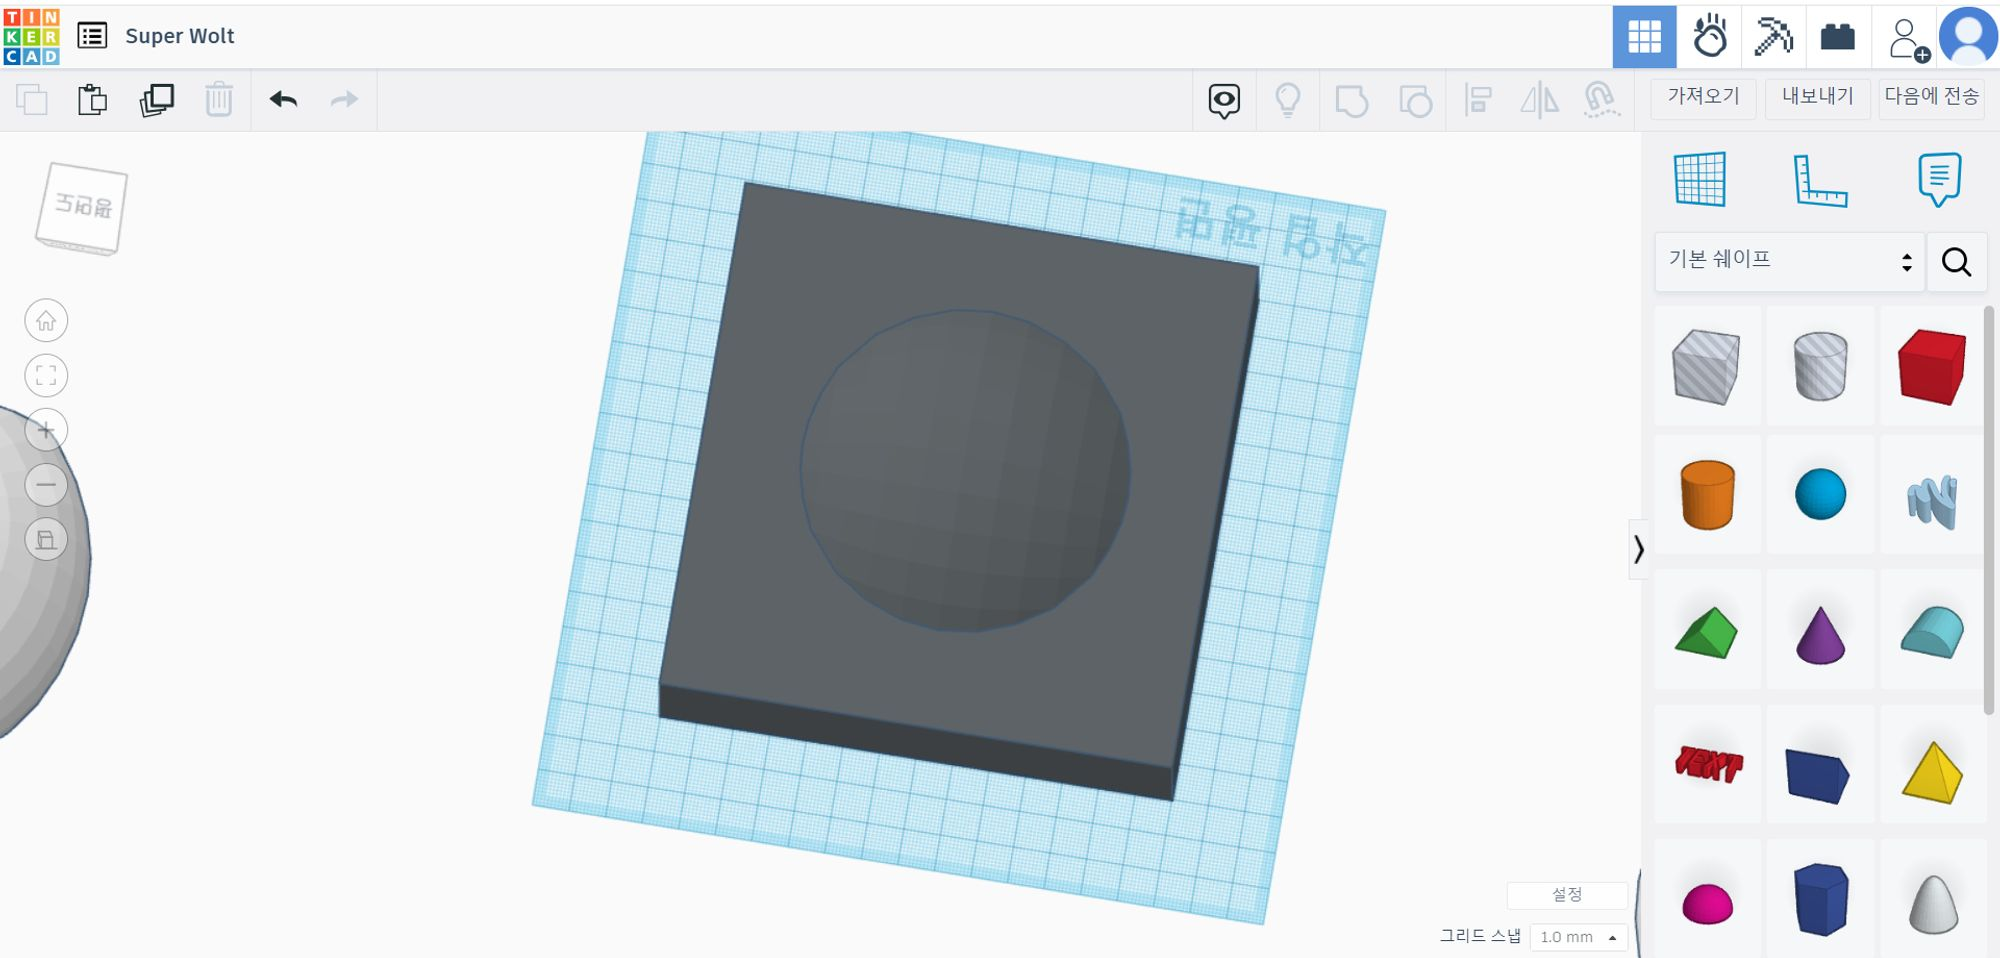 TIN
KER
CAD
Super Wolt
가져오기
내보내기
다음에 전송
기본 쉐이프
TEXT
설정
그리드 스냅 1.0 mm